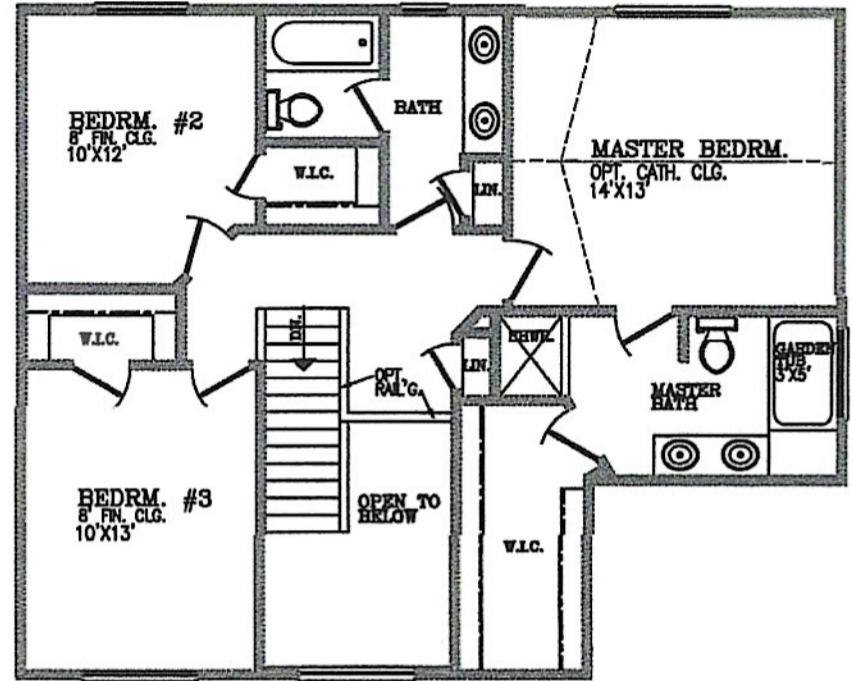 BEDRM. #2
8' FIN. CLG.
10'X12'
BATH
W.I.C.
LIN.
MASTER BEDRM.
OPT. CATH. CLG.
14'X13'
W.I.C.
DN.
OPT.
RAIL'G.
LIN.
SHWR.
MASTER
BATH
GARDEN
TUB
3'X5'
BEDRM. #3
8' FIN. CLG.
10'X13'
OPEN TO
BELOW
W.I.C.